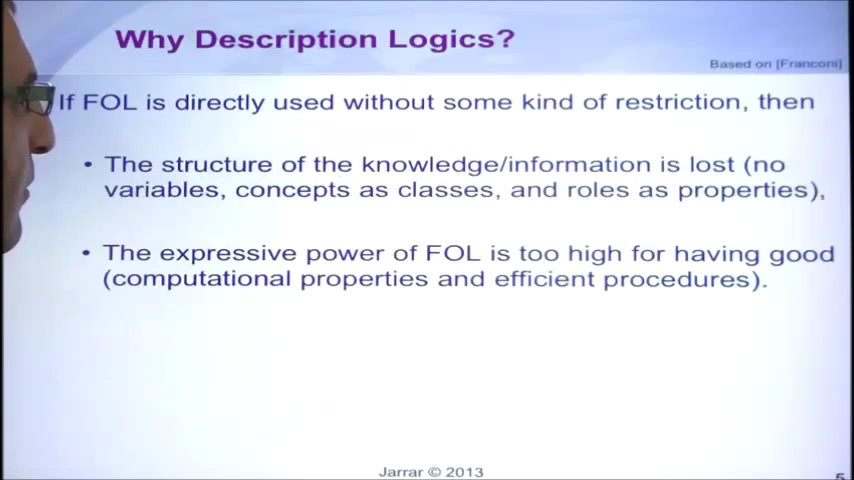 Why Description Logics?
Based on [Franconi]
If FOL is directly used without some kind of restriction, then
• The structure of the knowledge/information is lost (no
variables, concepts as classes, and roles as properties),
• The expressive power of FOL is too high for having good
(computational properties and efficient procedures).
Jarrar © 2013
5